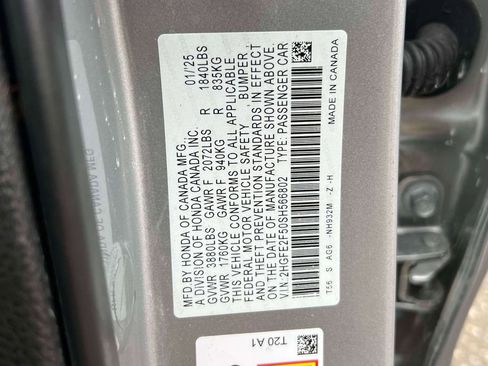 MFD.BY HONDA OF CANADA MFG., 01/'25
A DIVISION OF HONDA CANADA INC.
GVWR 3880LBS GAWR F 2072LBS R 1840LBS
GVWR 1760KG GAWR F 940KG R 835KG
THIS VEHICLE CONFORMS TO ALL APPLICABLE
FEDERAL MOTOR VEHICLE SAFETY , BUMPER ,
AND THEFT PREVENTION STANDARDS IN EFFECT
ON THE DATE OF MANUFACTURE SHOWN ABOVE.
V.I.N. 2HGFE2F50SH566802 TYPE: PASSENGER CAR
T56 S AG6 -NH932M -Z -H MADE IN CANADA
T20 A1